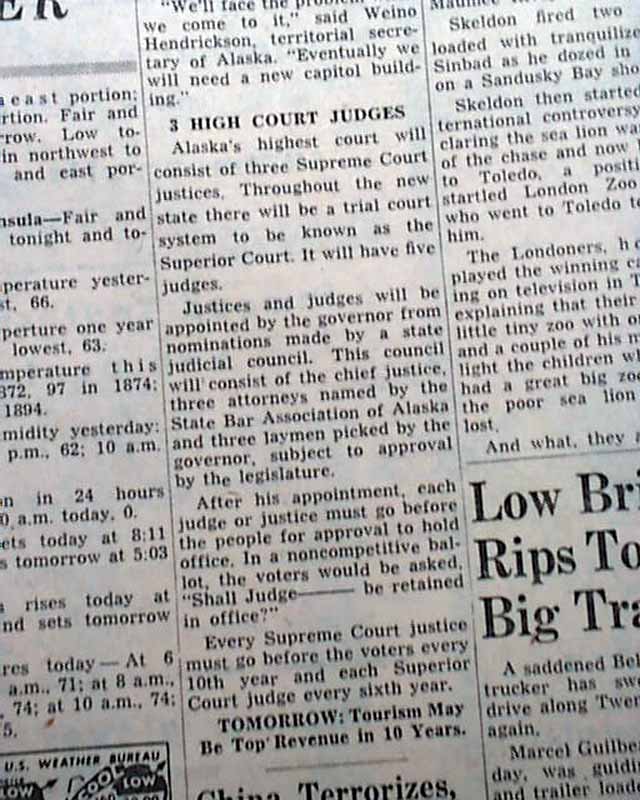 ER
east portion;
rtion. Fair and
rrow. Low to-
in northwest to
and east por-
nsula—Fair and
tonight and to-
perature yester-
st, 66.
perture one year
lowest, 63.
mperature this
872, 97 in 1874;
1894.
midity yesterday:
p.m., 62; 10 a.m.
n in 24 hours
0 a.m. today, 0.
ets today at 8:11
s tomorrow at 5:03
rises today at
nd sets tomorrow
res today—At 6
a.m., 71; at 8 a.m.,
74; at 10 a.m., 74;
75.
U.S. WEATHER BUREAU
LOW
COOL
LOW
"We'll face the
we come to it," said Weino
Hendrickson, territorial secre-
tary of Alaska. "Eventually we
will need a new capitol build-
ing."
3 HIGH COURT JUDGES
Alaska's highest court will
consist of three Supreme Court
justices. Throughout the new
state there will be a trial court
system to be known as the
Superior Court. It will have five
judges.
Justices and judges will be
appointed by the governor from
nominations made by a state
judicial council. This council
will consist of the chief justice,
three attorneys named by the
State Bar Association of Alaska
and three laymen picked by the
governor, subject to approval
by the legislature.
After his appointment, each
judge or justice must go before
the people for approval to hold
office. In a noncompetitive bal-
lot, the voters would be asked,
"Shall Judge——— be retained
in office?"
Every Supreme Court justice
must go before the voters every
10th year and each Superior
Court judge every sixth year.
TOMORROW: Tourism May
Be Top Revenue in 10 Years.
China Terrorizes,
Skeldon fired two
loaded with tranquilize
Sinbad as he dozed in
on a Sandusky Bay sho
Skeldon then started
ternational controversy
claring the sea lion wa
of the chase and now
to Toledo, a positi
startled London Zoo
who went to Toledo t
him.
The Londoners, h
played the winning ca
ing on television in T
explaining that their
little tiny zoo with o
and a couple of his m
light the children w
had a great big zo
the poor sea lion
lost.
And what, they a
Low Bri
Rips To
Big Tra
A saddened Bel
trucker has swo
drive along Twe
again.
Marcel Guilbe
day, was guidi
and trailer load